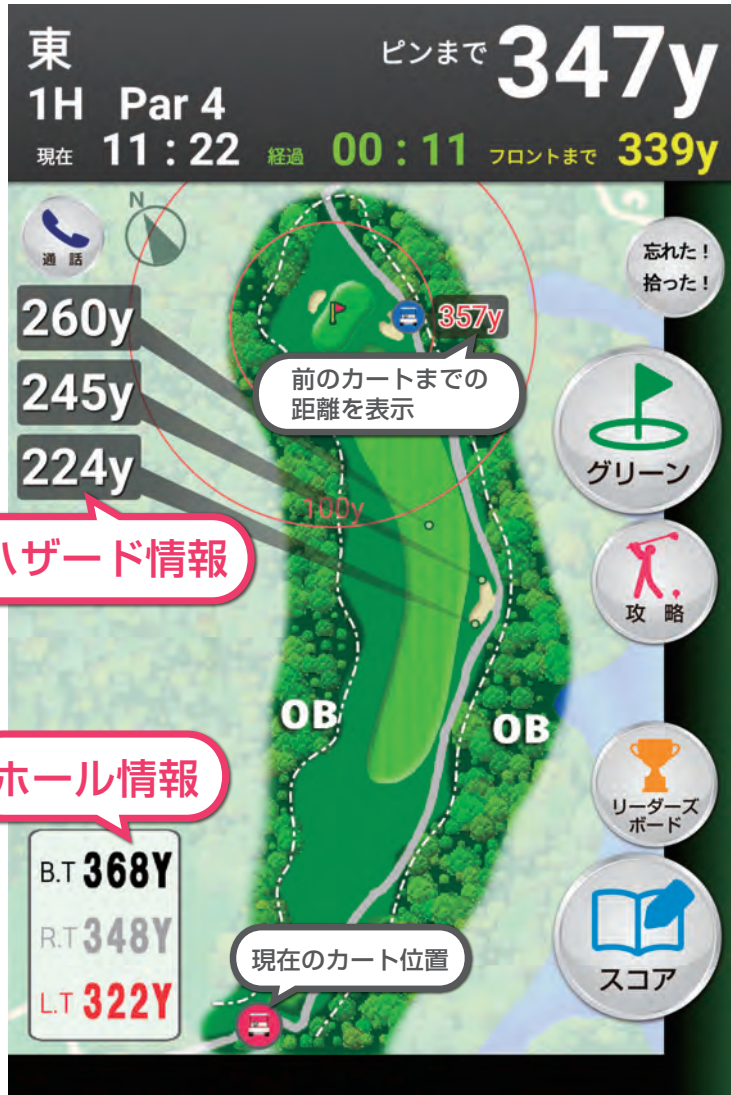 東
ピンまで 347y
1H Par 4
現在 11:22 経過 00:11 フロントまで 339y
N
通 話
忘れた!
拾った!
260y
357y
前のカートまでの
距離を表示
245y
グリーン
224y
100y
ハザード情報
攻 略
OB
OB
ホール情報
リーダーズ
ボード
B.T 368Y
R.T 348Y
L.T 322Y
現在のカート位置
スコア